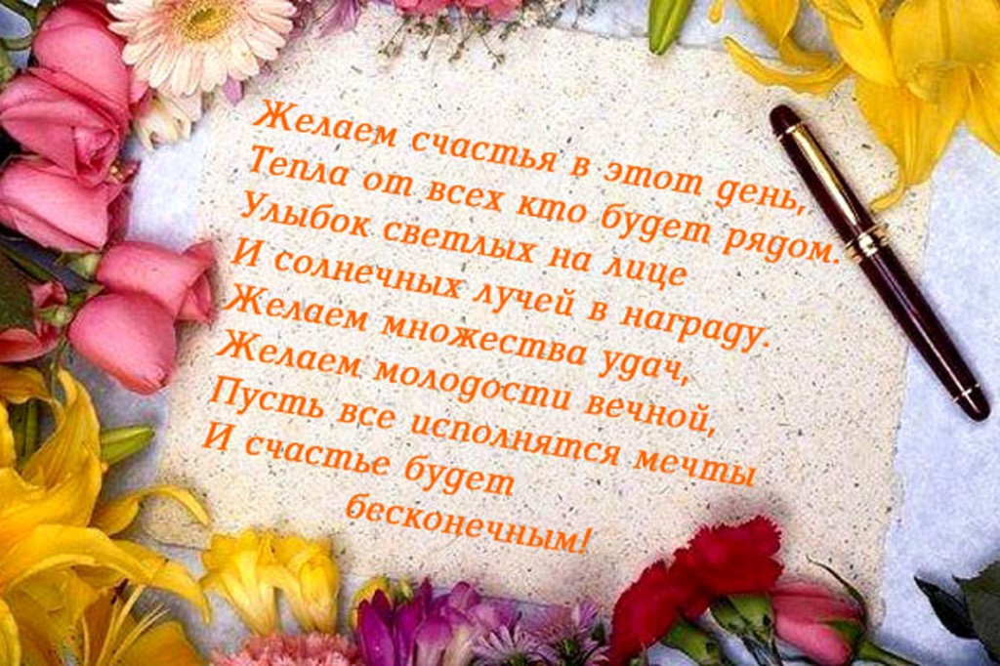 Желаем счастья в этот день,
Тепла от всех кто будет рядом.
Улыбок светлых на лице
И солнечных лучей в награду.
Желаем множества удач,
Желаем молодости вечной,
Пусть все исполнятся мечты
И счастье будет
бесконечным!